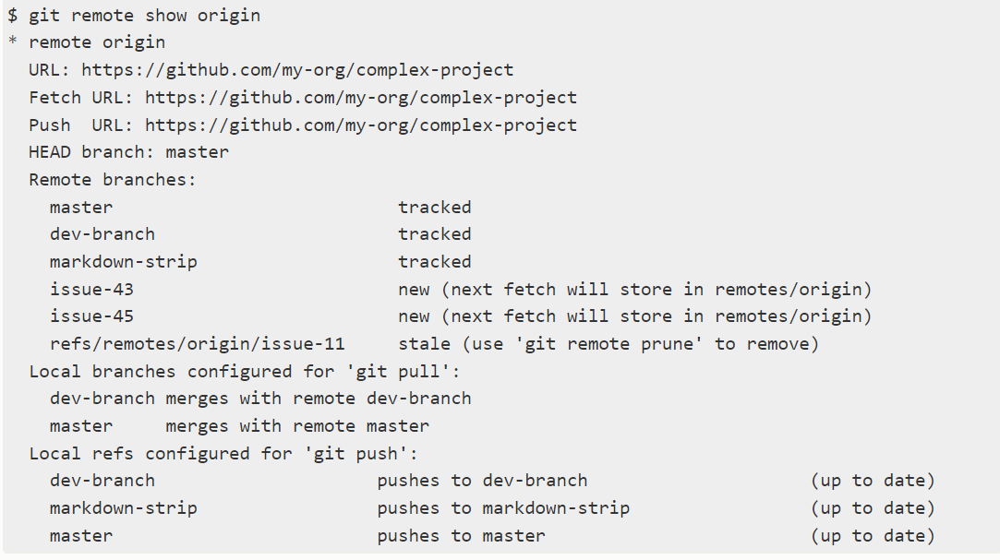 $ git remote show origin
* remote origin
  URL: https://github.com/my-org/complex-project
  Fetch URL: https://github.com/my-org/complex-project
  Push  URL: https://github.com/my-org/complex-project
  HEAD branch: master
  Remote branches:
    master                           tracked
    dev-branch                       tracked
    markdown-strip                   tracked
    issue-43                         new (next fetch will store in remotes/origin)
    issue-45                         new (next fetch will store in remotes/origin)
    refs/remotes/origin/issue-11     stale (use 'git remote prune' to remove)
  Local branches configured for 'git pull':
    dev-branch merges with remote dev-branch
    master     merges with remote master
  Local refs configured for 'git push':
    dev-branch                     pushes to dev-branch                     (up to date)
    markdown-strip                 pushes to markdown-strip                 (up to date)
    master                         pushes to master                         (up to date)